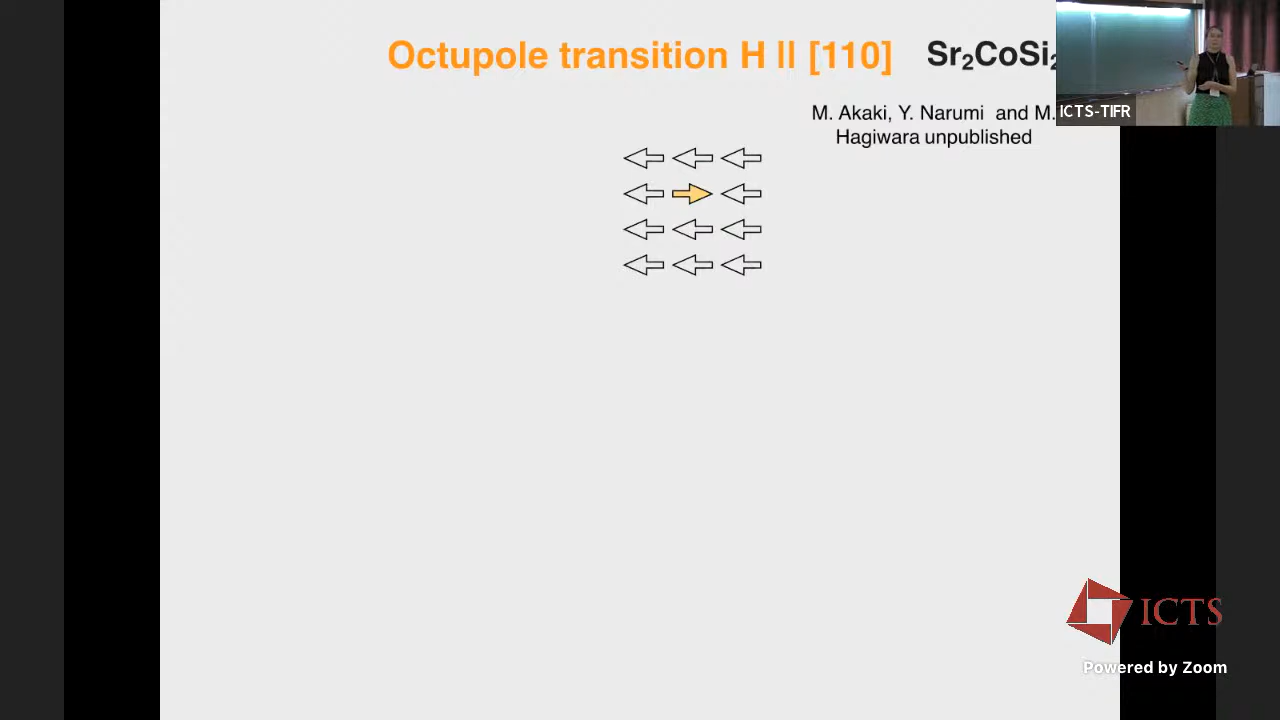 Octupole transition H || [110] Sr₂CoSi₂
M. Akaki, Y. Narumi and M.
Hagiwara unpublished
ICTS-TIFR
ICTS
Powered by Zoom